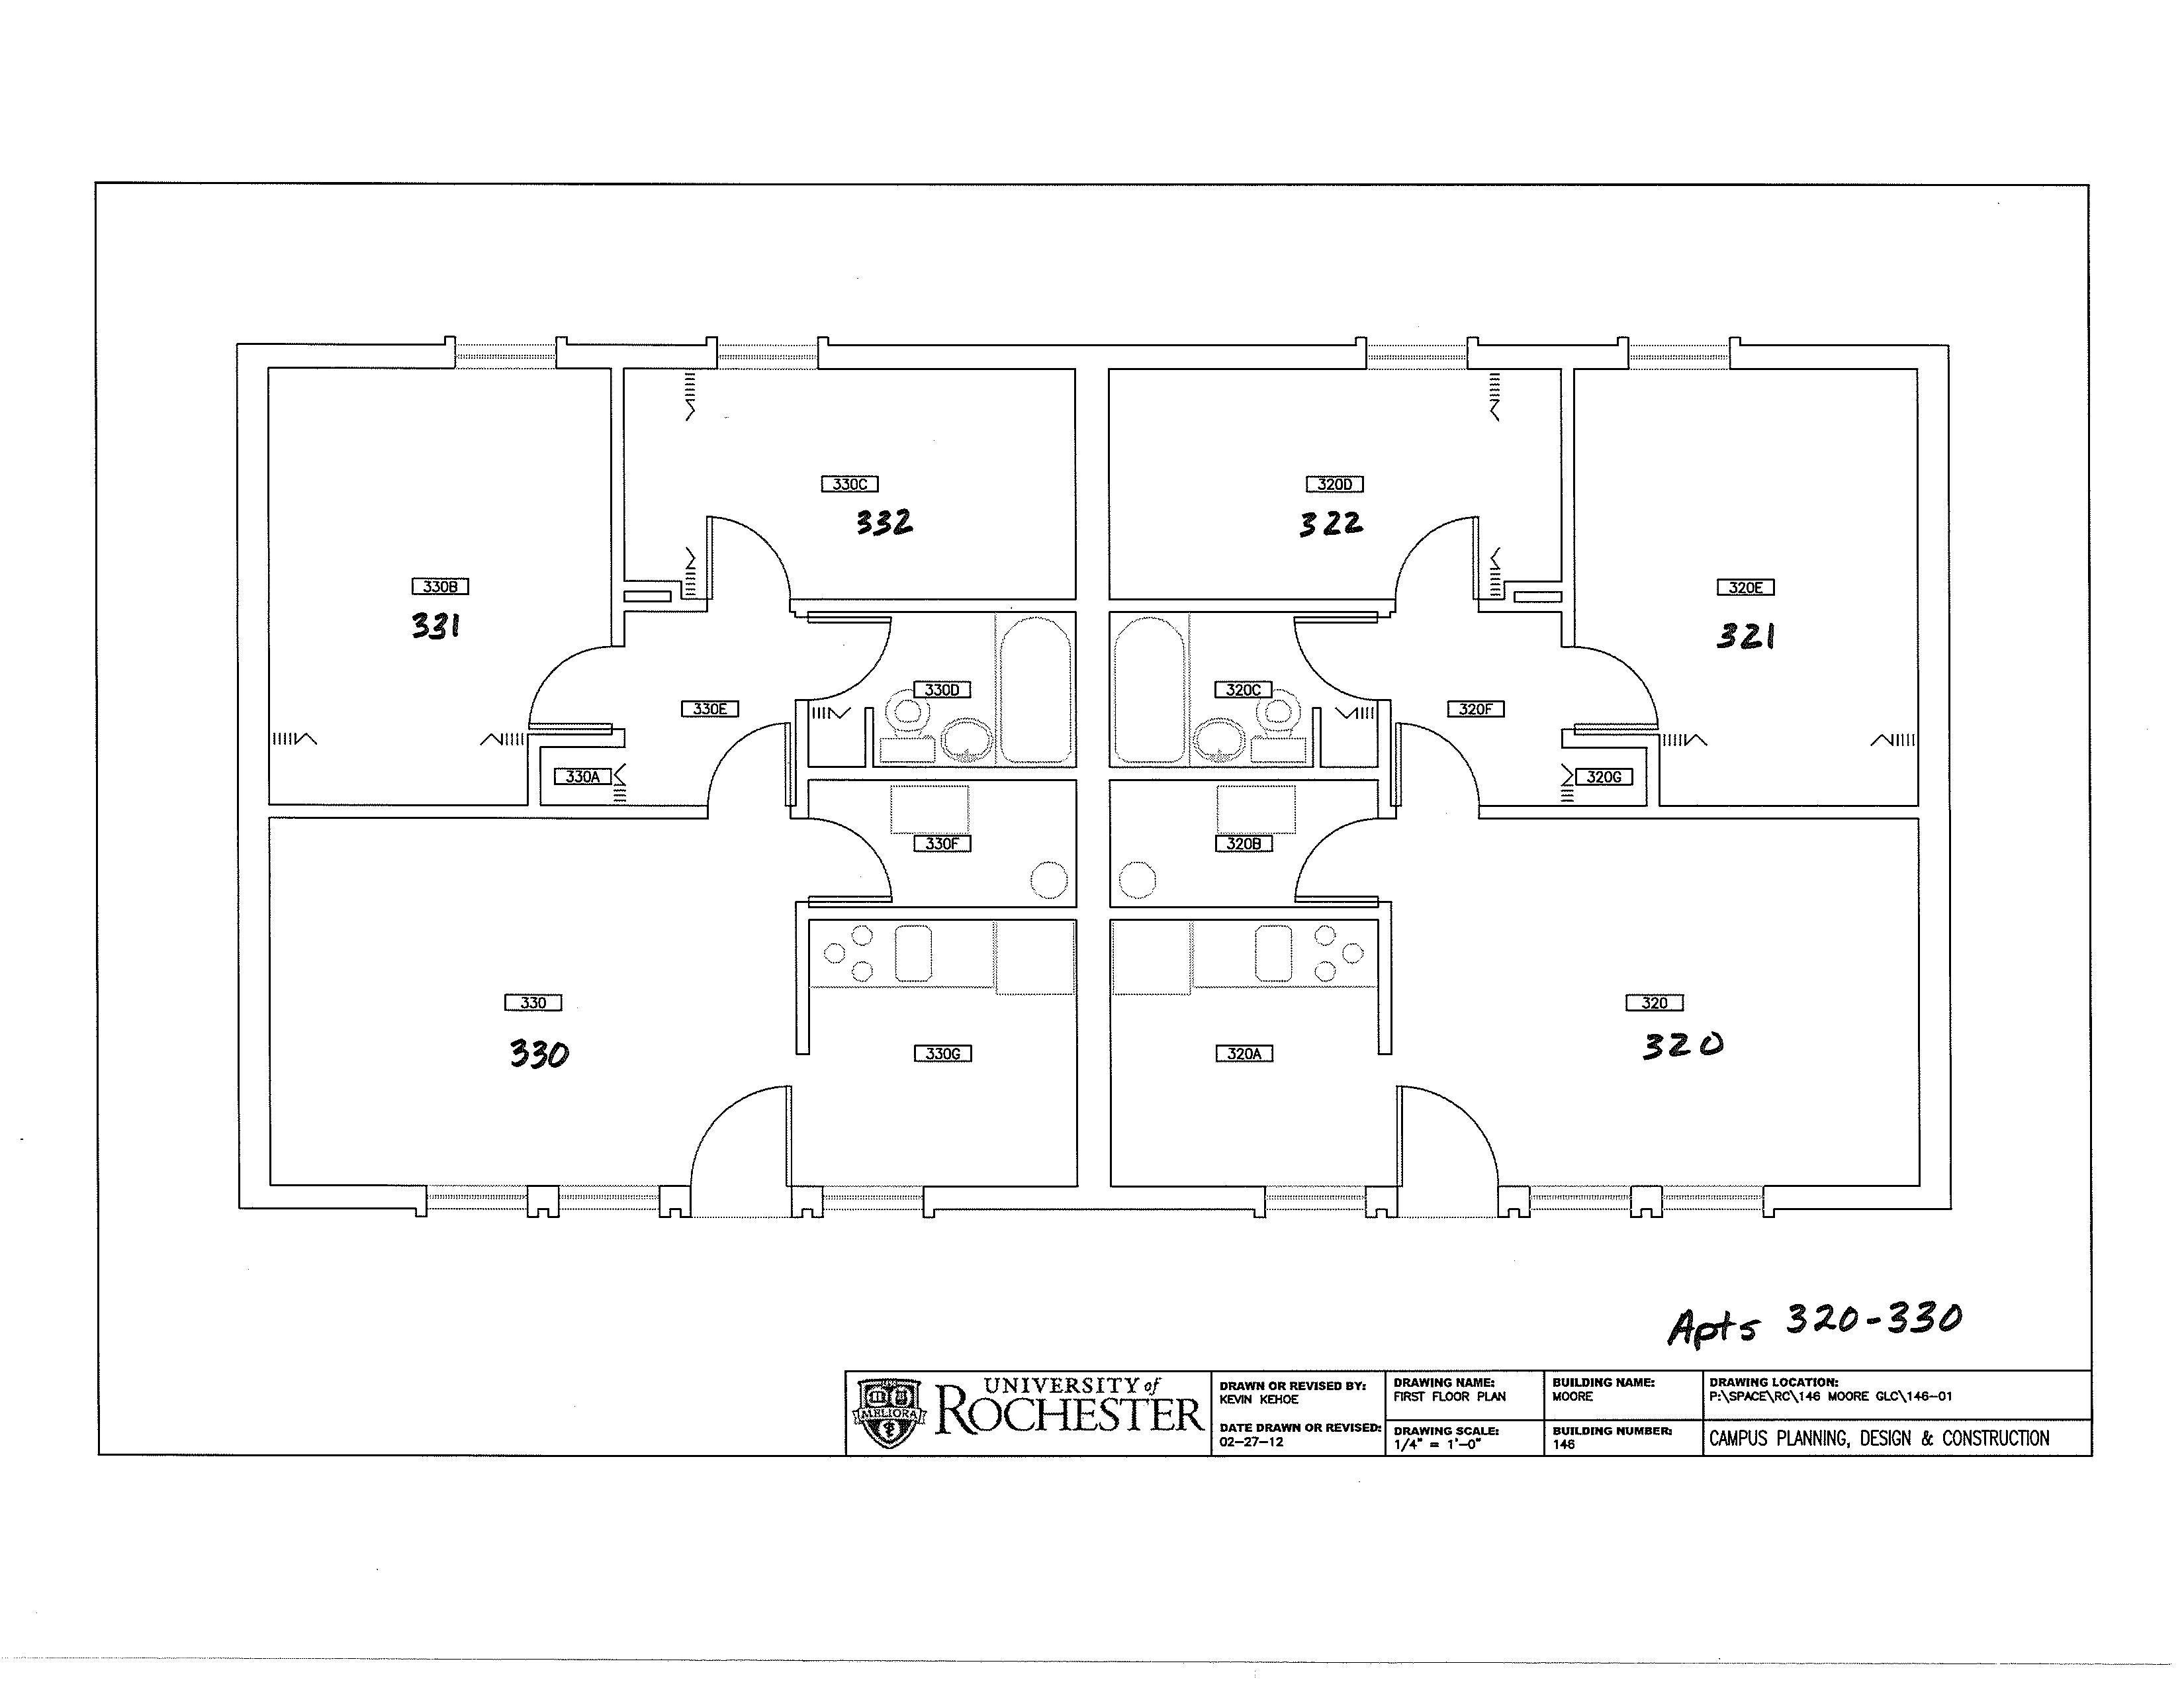 330C
332
320D
322
330B
331
320E
321
330D
320C
330E
320F
330A
320G
330F
320B
330
330
320
320
330G
320A
Apts 320-330
MELIORA
UNIVERSITY of
ROCHESTER
DRAWN OR REVISED BY:
KEVIN KEHOE
DATE DRAWN OR REVISED:
02-27-12
DRAWING NAME:
FIRST FLOOR PLAN
DRAWING SCALE:
1/4" = 1'-0"
BUILDING NAME:
MOORE
BUILDING NUMBER:
146
DRAWING LOCATION:
P:\SPACE\RC\146 MOORE GLC\146-01
CAMPUS PLANNING, DESIGN & CONSTRUCTION